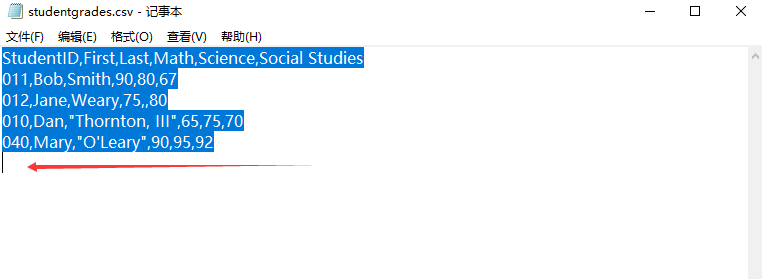 studentgrades.csv - 记事本
文件(F) 编辑(E) 格式(O) 查看(V) 帮助(H)
StudentID,First,Last,Math,Science,Social Studies
011,Bob,Smith,90,80,67
012,Jane,Weary,75,,80
010,Dan,"Thornton, III",65,75,70
040,Mary,"O'Leary",90,95,92